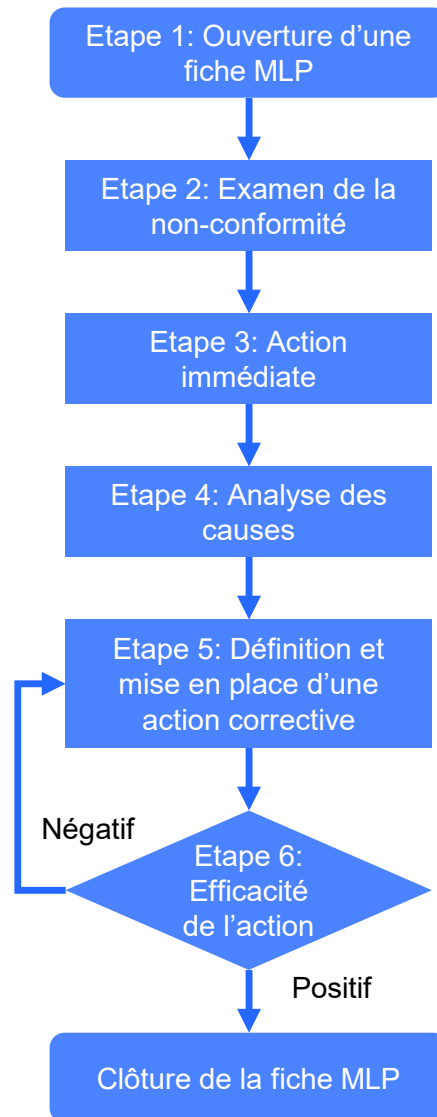 Etape 1: Ouverture d’une
fiche MLP
Etape 2: Examen de la
non-conformité
Etape 3: Action
immédiate
Etape 4: Analyse des
causes
Etape 5: Définition et
mise en place d’une
action corrective
Négatif
Etape 6:
Efficacité
de l’action
Positif
Clôture de la fiche MLP